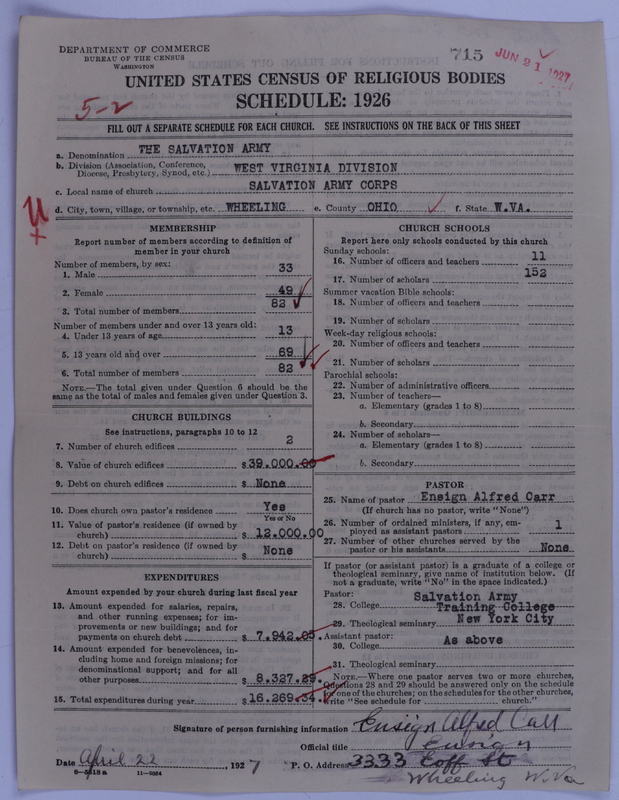 DEPARTMENT OF COMMERCE
BUREAU OF THE CENSUS
WASHINGTON
715
JUN 21 1927
UNITED STATES CENSUS OF RELIGIOUS BODIES
5-2
SCHEDULE: 1926
FILL OUT A SEPARATE SCHEDULE FOR EACH CHURCH. SEE INSTRUCTIONS ON THE BACK OF THIS SHEET
a. Denomination THE SALVATION ARMY
b. Division (Association, Conference, Diocese, Presbytery, Synod, etc.) WEST VIRGINIA DIVISION
c. Local name of church SALVATION ARMY CORPS
d. City, town, village, or township, etc. WHEELING e. County OHIO f. State W.VA.
U
MEMBERSHIP
Report number of members according to definition of
member in your church
Number of members, by sex:
1. Male 33
2. Female 49
3. Total number of members 82
Number of members under and over 13 years old:
4. Under 13 years of age 13
5. 13 years old and over 69
6. Total number of members 82
NOTE.—The total given under Question 6 should be the
same as the total of males and females given under Question 3.
CHURCH BUILDINGS
See instructions, paragraphs 10 to 12
7. Number of church edifices 2
8. Value of church edifices $39.000.00
9. Debt on church edifices $ None
10. Does church own pastor's residence Yes
Yes or No
11. Value of pastor's residence (if owned by
church) $ 12,000.00
12. Debt on pastor's residence (if owned by
church) $ None
EXPENDITURES
Amount expended by your church during last fiscal year
13. Amount expended for salaries, repairs,
and other running expenses; for im-
provements or new buildings; and for
payments on church debt $ 7.942.05.
14. Amount expended for benevolences, in-
cluding home and foreign missions; for
denominational support; and for all
other purposes $ 8.327.29.
15. Total expenditures during year $ 16.269.34.
CHURCH SCHOOLS
Report here only schools conducted by this church
Sunday schools:
16. Number of officers and teachers 11
17. Number of scholars 152
Summer vacation Bible schools:
18. Number of officers and teachers
19. Number of scholars
Week-day religious schools:
20. Number of officers and teachers
21. Number of scholars
Parochial schools:
22. Number of administrative officers
23. Number of teachers—
a. Elementary (grades 1 to 8)
b. Secondary
24. Number of scholars—
a. Elementary (grades 1 to 8)
b. Secondary
PASTOR
25. Name of pastor Ensign Alfred Carr
(If church has no pastor, write "None")
26. Number of ordained ministers, if any, em-
ployed as assistant pastors 1
27. Number of other churches served by the
pastor or his assistants None
If pastor (or assistant pastor) is a graduate of a college or
theological seminary, give name of institution below. (If
not a graduate, write "No" in the space indicated.)
Pastor: Salvation Army
28. College Training College
29. Theological seminary New York City
Assistant pastor:
30. College As above
31. Theological seminary
NOTE.—Where one pastor serves two or more churches,
Questions 28 and 29 should be answered only on the schedule
for one of the churches; on the schedules for the other churches,
write "See schedule for church."
Signature of person furnishing information Ensign Alfred Carr
Official title Ensign
Date April 22, 1927 P. O. Address 3333 Eoff St
8-5518a 11-9084 Wheeling W. Va